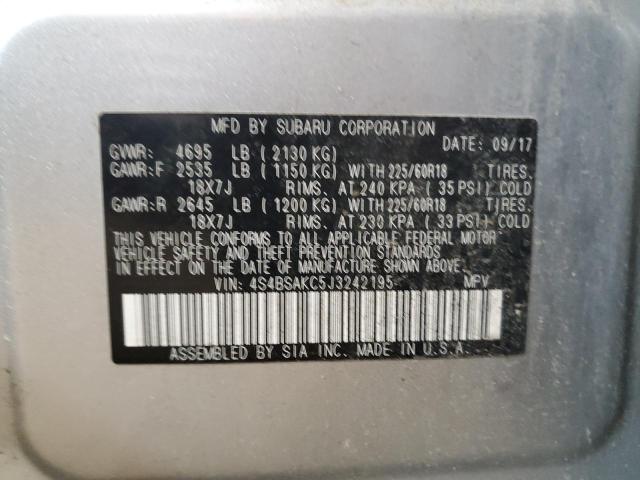 MFD BY SUBARU CORPORATION DATE: 09/17
GVWR: 4695 LB ( 2130 KG)
GAWR:F 2535 LB ( 1150 KG) WITH 225/60R18 TIRES.
18X7J RIMS. AT 240 KPA ( 35 PSI) COLD
GAWR:R 2645 LB ( 1200 KG) WITH 225/60R18 TIRES.
18X7J RIMS. AT 230 KPA ( 33 PSI) COLD
THIS VEHICLE CONFORMS TO ALL APPLICABLE FEDERAL MOTOR
VEHICLE SAFETY AND THEFT PREVENTION STANDARDS
IN EFFECT ON THE DATE OF MANUFACTURE SHOWN ABOVE.
VIN: 4S4BSAKC5J3242195 MPV
ASSEMBLED BY SIA INC. MADE IN U.S.A.